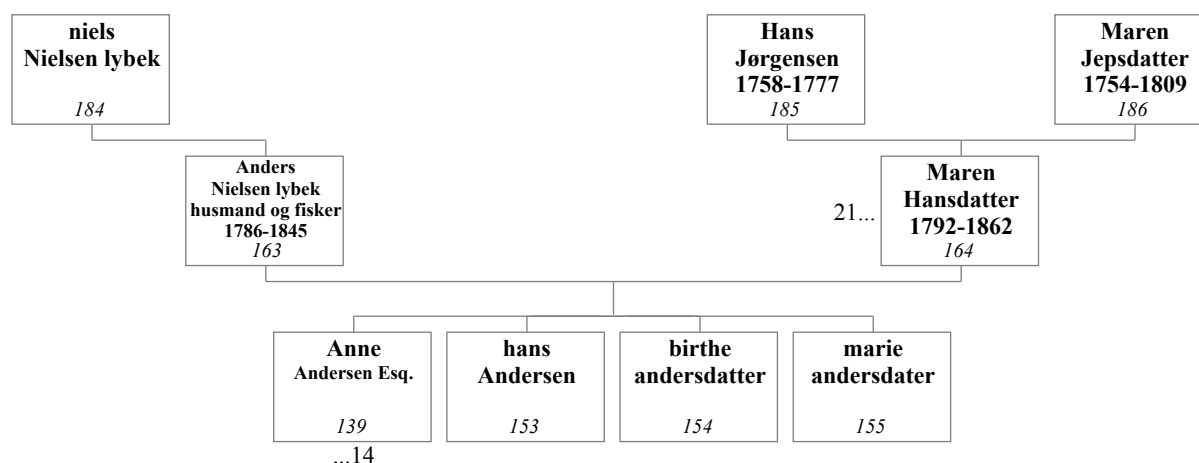 niels
Nielsen lybek
184
Hans
Jørgensen
1758-1777
185
Maren
Jepsdatter
1754-1809
186
Anders
Nielsen lybek
husmand og fisker
1786-1845
163
21...
Maren
Hansdatter
1792-1862
164
Anne
Andersen Esq.
139
...14
hans
Andersen
153
birthe
andersdatter
154
marie
andersdater
155